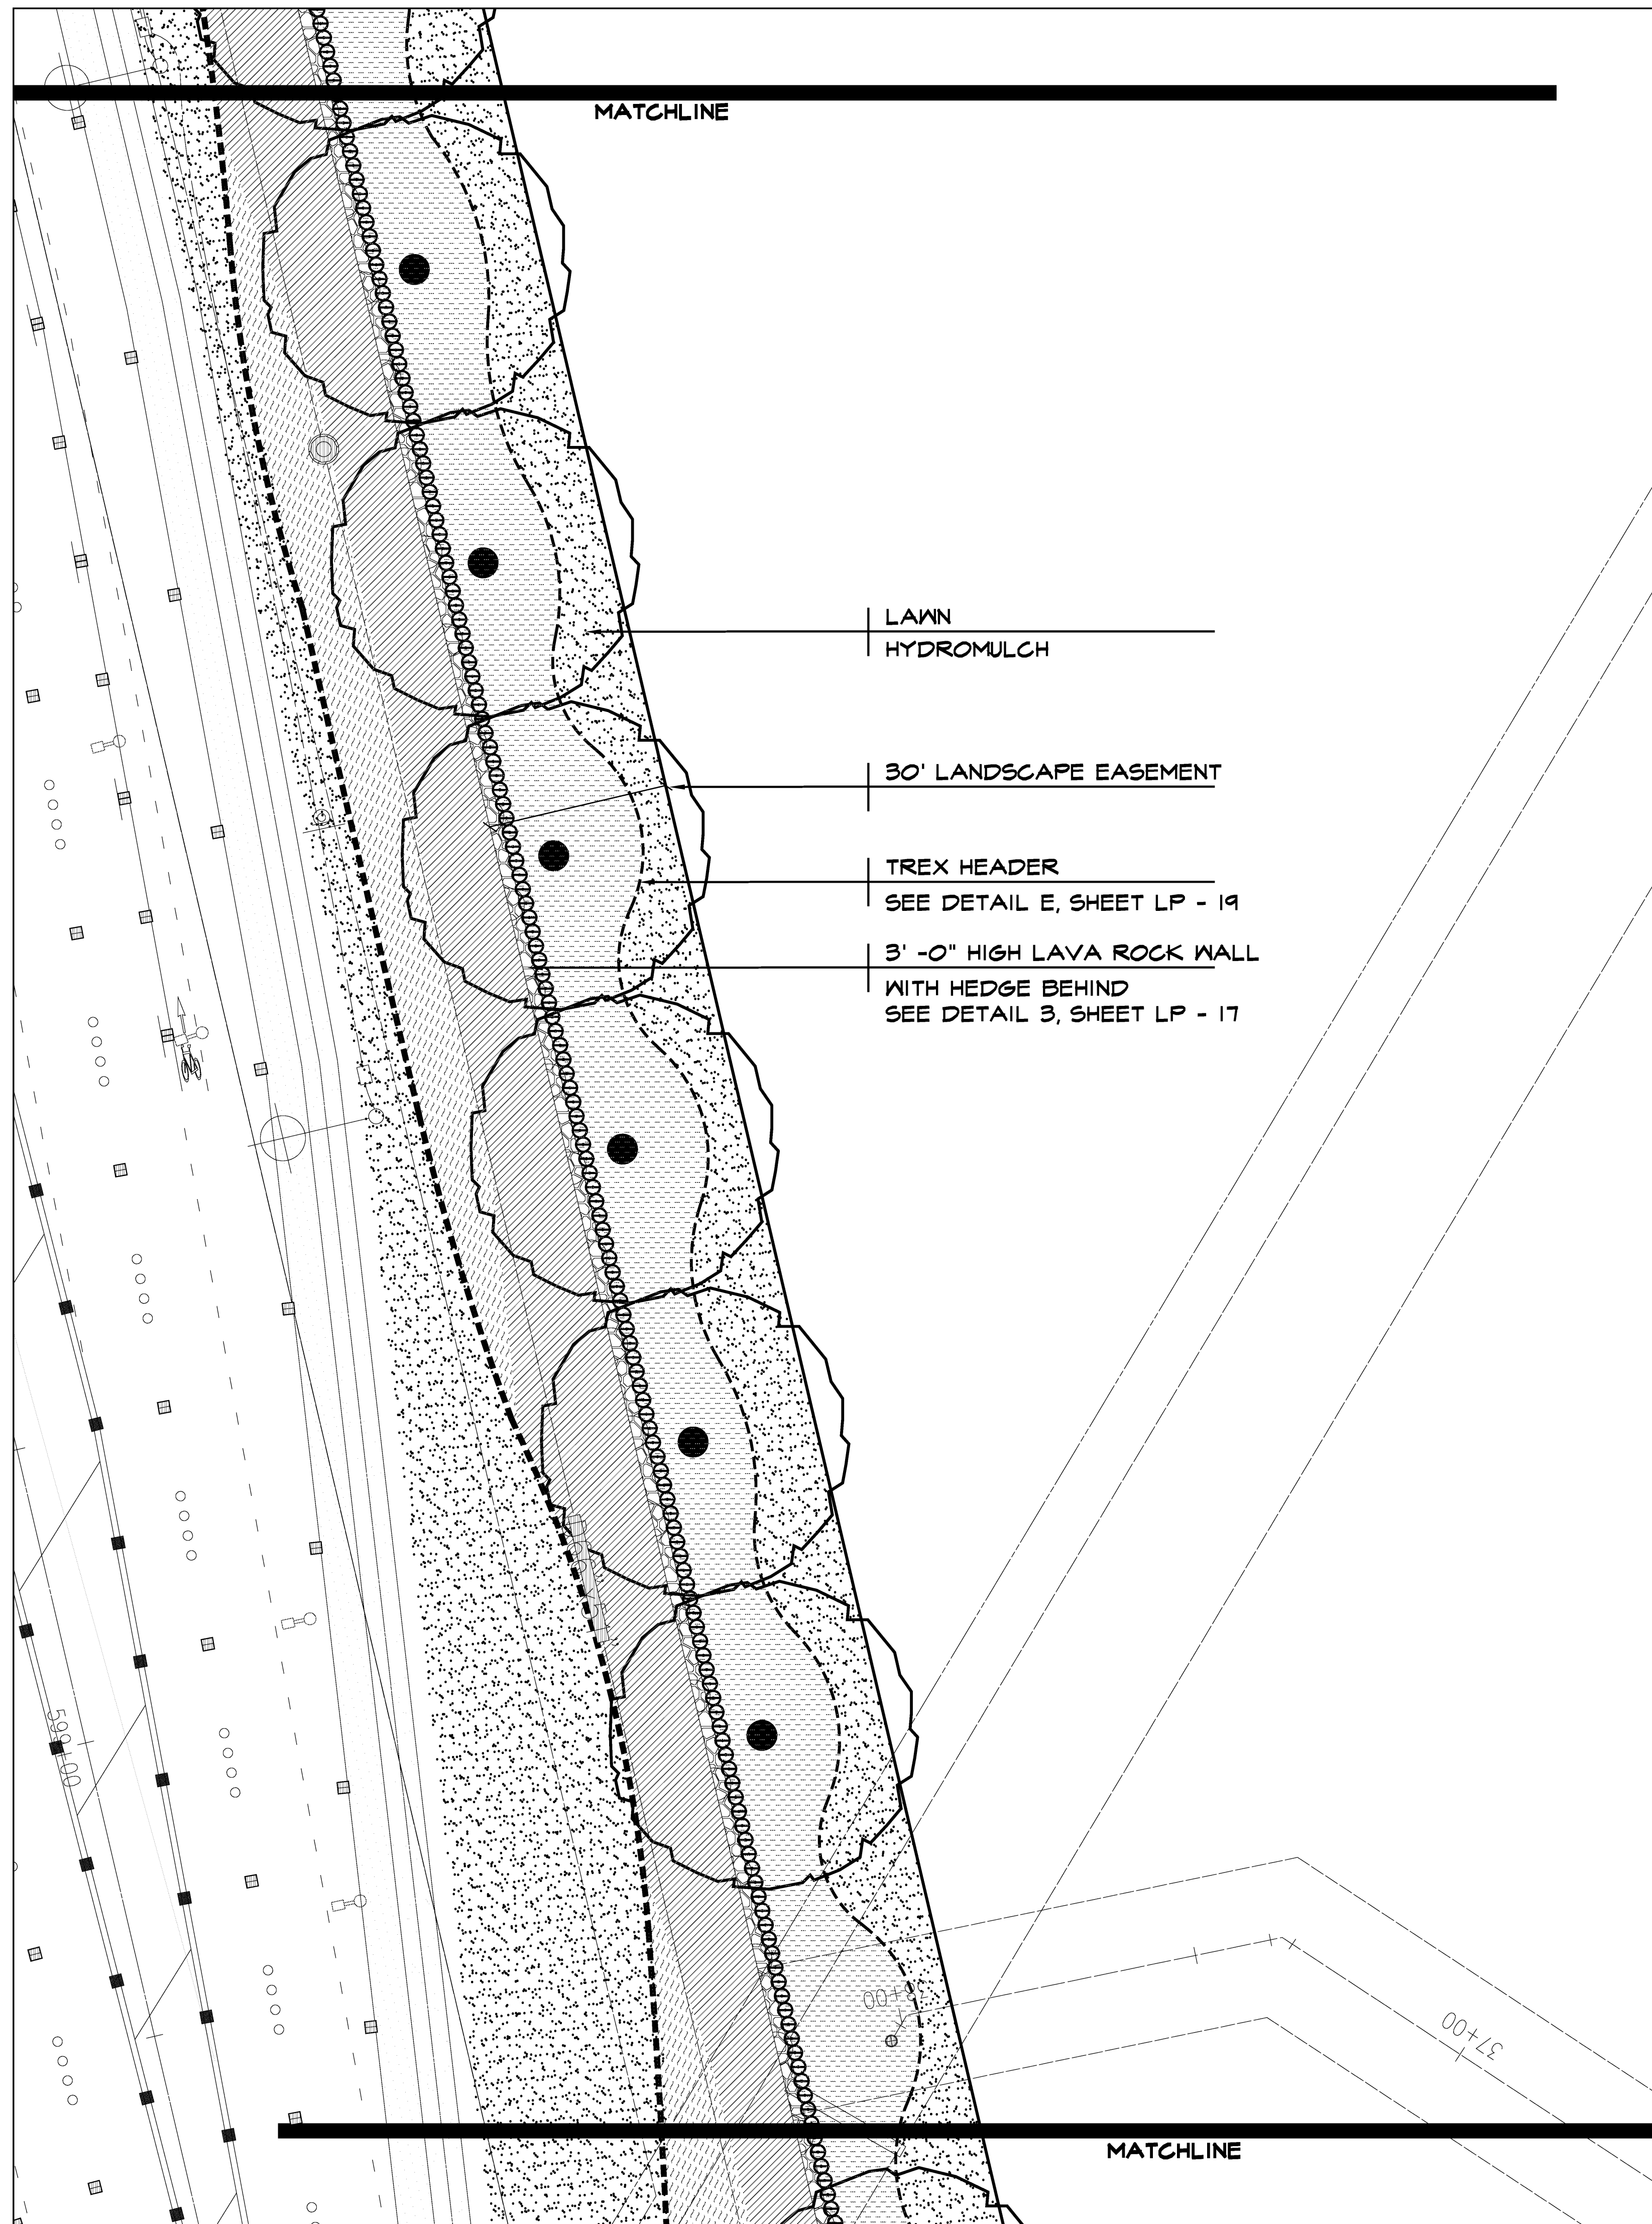 MATCHLINE
LAWN
HYDROMULCH
30' LANDSCAPE EASEMENT
TREX HEADER
SEE DETAIL E, SHEET LP - 19
3' -0" HIGH LAVA ROCK WALL
WITH HEDGE BEHIND
SEE DETAIL 3, SHEET LP - 17
59+00
37+00
MATCHLINE